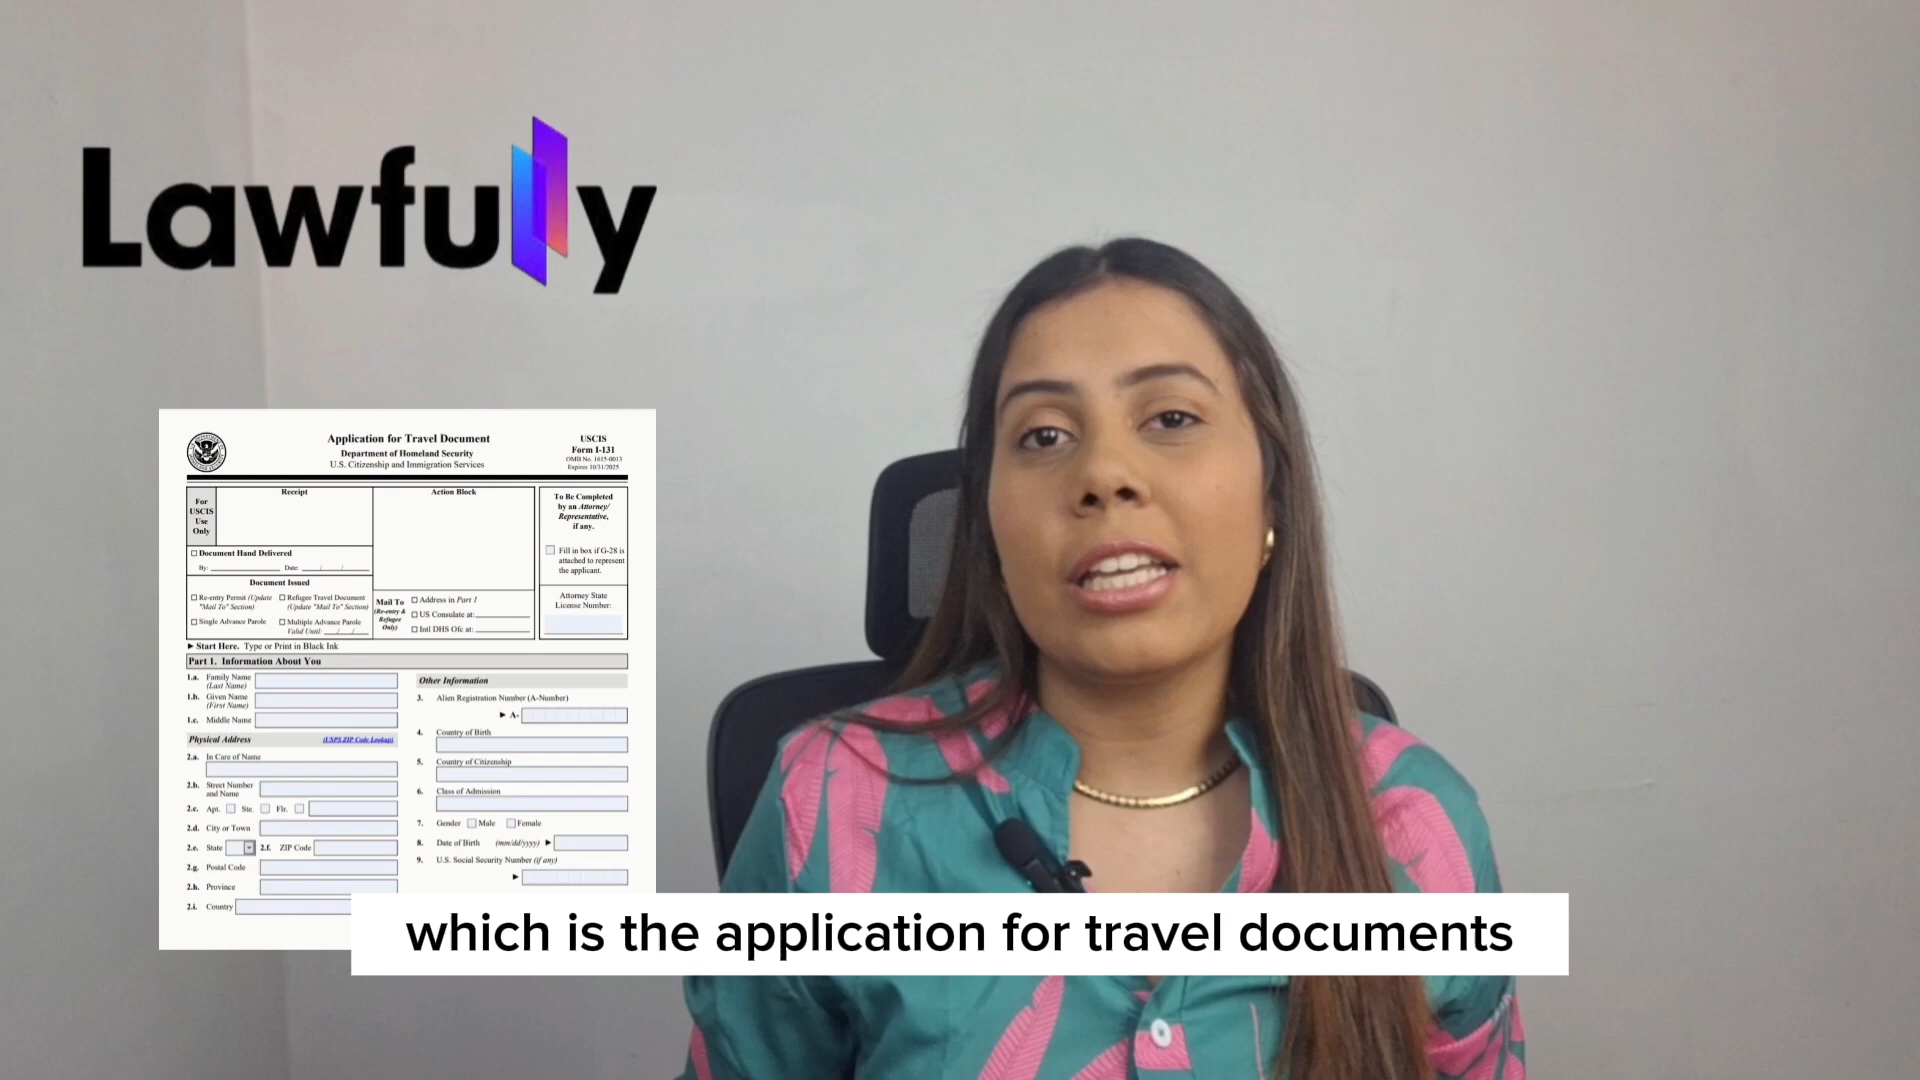 Lawfully
Application for Travel Document
Department of Homeland Security
U.S. Citizenship and Immigration Services
USCIS
Form I-131
OMB No. 1615-0013
Expires 10/31/2025
For
USCIS
Use
Only
Receipt
Action Block
To Be Completed
by an Attorney/
Representative,
if any.
Fill in box if G-28 is
attached to represent
the applicant.
Attorney State
License Number:
Document Hand Delivered
By: Date: / /
Document Issued
Re-entry Permit (Update
"Mail To" Section)
Refugee Travel Document
(Update "Mail To" Section)
Single Advance Parole
Multiple Advance Parole
Valid Until: / /
Mail To
(Re-entry &
Refugee
Only)
Address in Part 1
US Consulate at:
Intl DHS Ofc at:
► Start Here. Type or Print in Black Ink
Part 1. Information About You
1.a. Family Name
(Last Name)
1.b. Given Name
(First Name)
1.c. Middle Name
Physical Address (USPS ZIP Code Lookup)
2.a. In Care of Name
2.b. Street Number
and Name
2.c. Apt. Ste. Flr.
2.d. City or Town
2.e. State 2.f. ZIP Code
2.g. Postal Code
2.h. Province
2.i. Country
Other Information
3. Alien Registration Number (A-Number)
► A-
4. Country of Birth
5. Country of Citizenship
6. Class of Admission
7. Gender Male Female
8. Date of Birth (mm/dd/yyyy) ►
9. U.S. Social Security Number (if any)
►
which is the application for travel documents